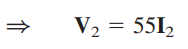 ⇒ V₂ = 55I₂